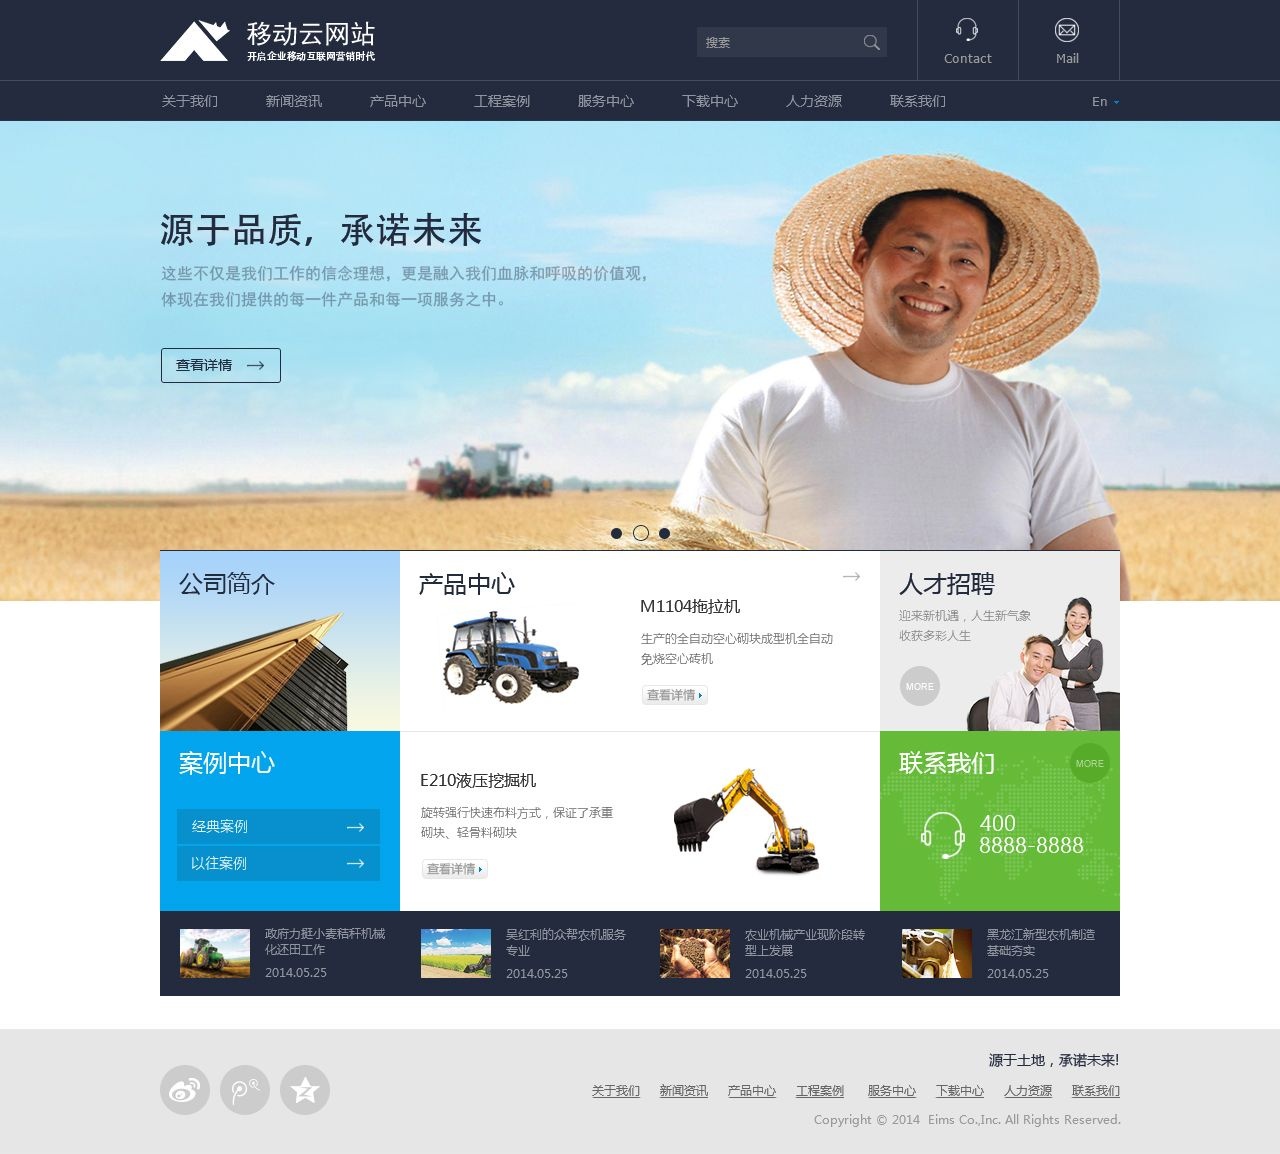 移动云网站
开启企业移动互联网营销时代
搜索
Contact
Mail
关于我们 新闻资讯 产品中心 工程案例 服务中心 下载中心 人力资源 联系我们 En
源于品质，承诺未来
这些不仅是我们工作的信念理想，更是融入我们血脉和呼吸的价值观，
体现在我们提供的每一件产品和每一项服务之中。
查看详情
公司简介
产品中心
M1104拖拉机
生产的全自动空心砌块成型机全自动
免烧空心砖机
查看详情
人才招聘
迎来新机遇，人生新气象
收获多彩人生
MORE
案例中心
经典案例
以往案例
E210液压挖掘机
旋转强行快速布料方式，保证了承重
砌块、轻骨料砌块
查看详情
联系我们
MORE
400
8888-8888
政府力挺小麦秸秆机械
化还田工作
2014.05.25
吴红利的众帮农机服务
专业
2014.05.25
农业机械产业现阶段转
型上发展
2014.05.25
黑龙江新型农机制造
基础夯实
2014.05.25
源于土地，承诺未来!
关于我们 新闻资讯 产品中心 工程案例 服务中心 下载中心 人力资源 联系我们
Copyright © 2014 Eims Co.,Inc. All Rights Reserved.